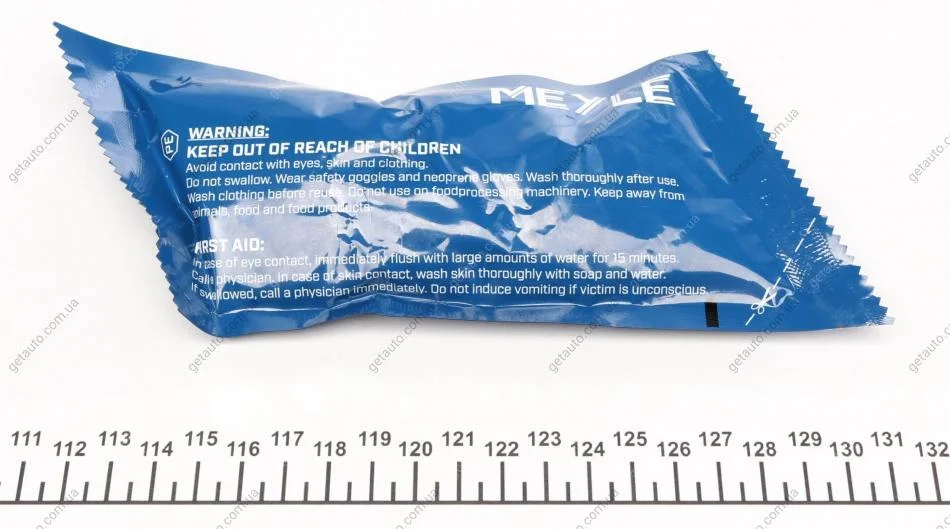 MEYLE
PE
WARNING:
KEEP OUT OF REACH OF CHILDREN
Avoid contact with eyes, skin and clothing.
Do not swallow. Wear safety goggles and neoprene gloves. Wash thoroughly after use.
Wash clothing before reuse. Do not use on foodprocessing machinery. Keep away from
animals, food and food products.
FIRST AID:
In case of eye contact, immediately flush with large amounts of water for 15 minutes.
Call a physician. In case of skin contact, wash skin thoroughly with soap and water.
If swallowed, call a physician immediately. Do not induce vomiting if victim is unconscious.
111 112 113 114 115 116 117 118 119 120 121 122 123 124 125 126 127 128 129 130 131 132
getauto.com.ua